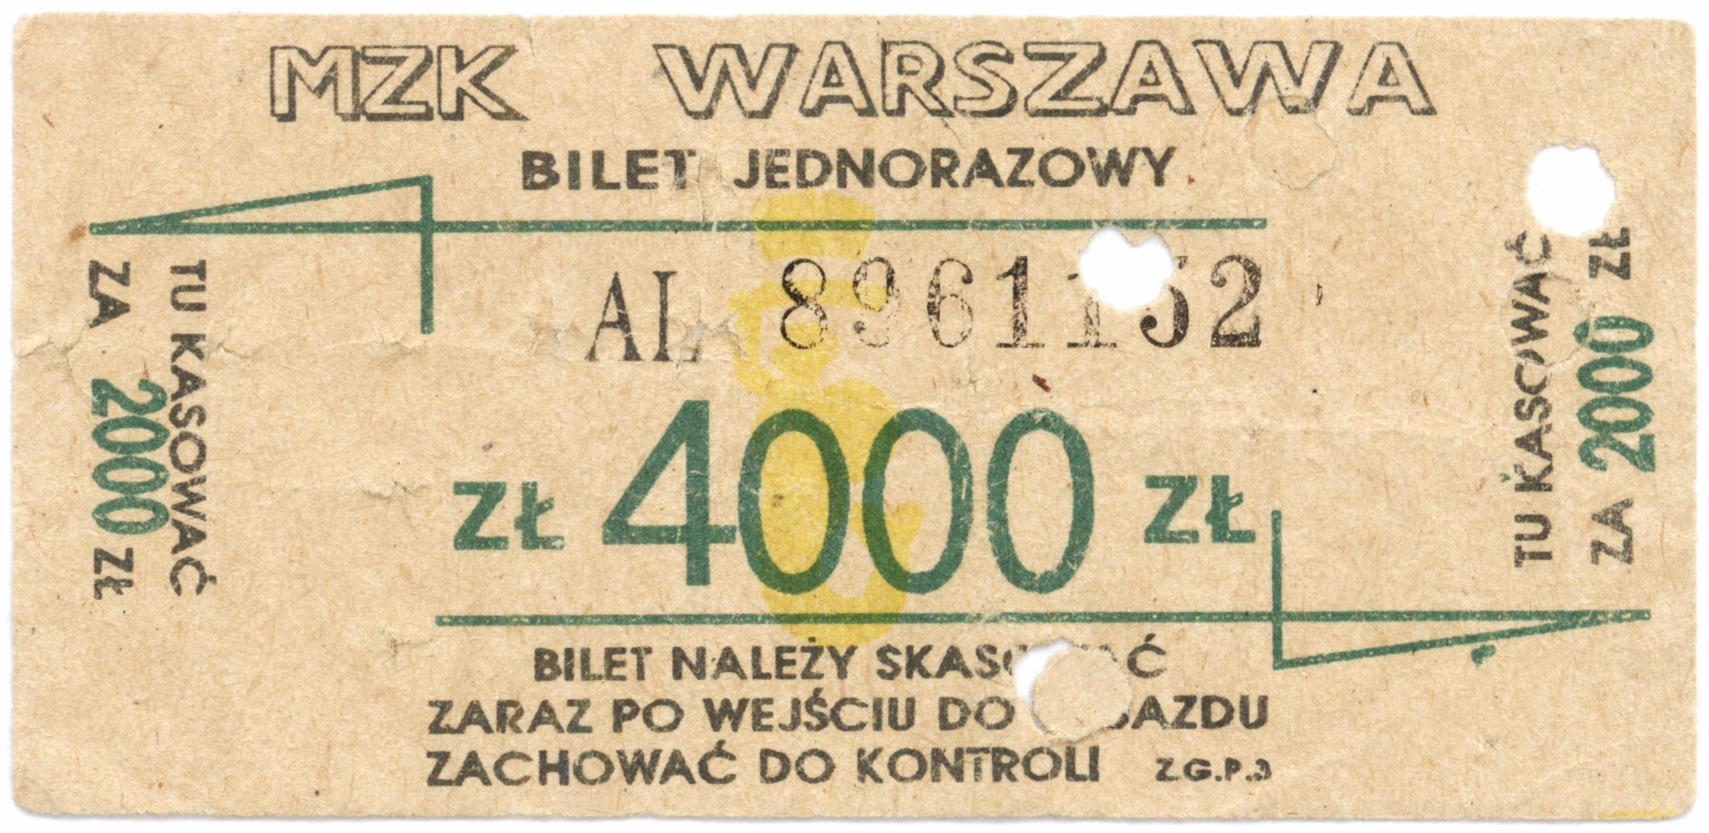 MZK WARSZAWA
BILET JEDNORAZOWY
TU KASOWAĆ
ZA 2000 ZŁ
AL 8961152
ZŁ 4000 ZŁ
TU KASOWAĆ
ZA 2000 ZŁ
BILET NALEŻY SKASOWAĆ
ZARAZ PO WEJŚCIU DO POJAZDU
ZACHOWAĆ DO KONTROLI Z.G.P.3